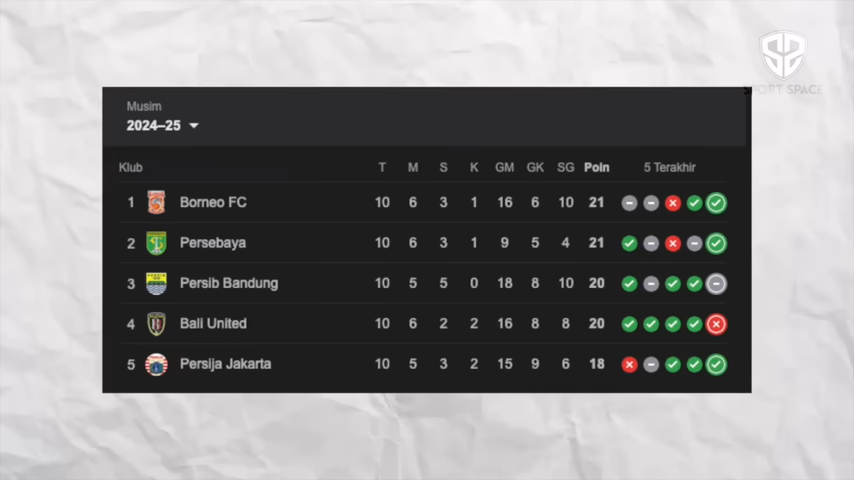 SPORT SPACE
Musim
2024–25
Klub T M S K GM GK SG Poin 5 Terakhir
1 Borneo FC 10 6 3 1 16 6 10 21
2 Persebaya 10 6 3 1 9 5 4 21
3 Persib Bandung 10 5 5 0 18 8 10 20
4 Bali United 10 6 2 2 16 8 8 20
5 Persija Jakarta 10 5 3 2 15 9 6 18